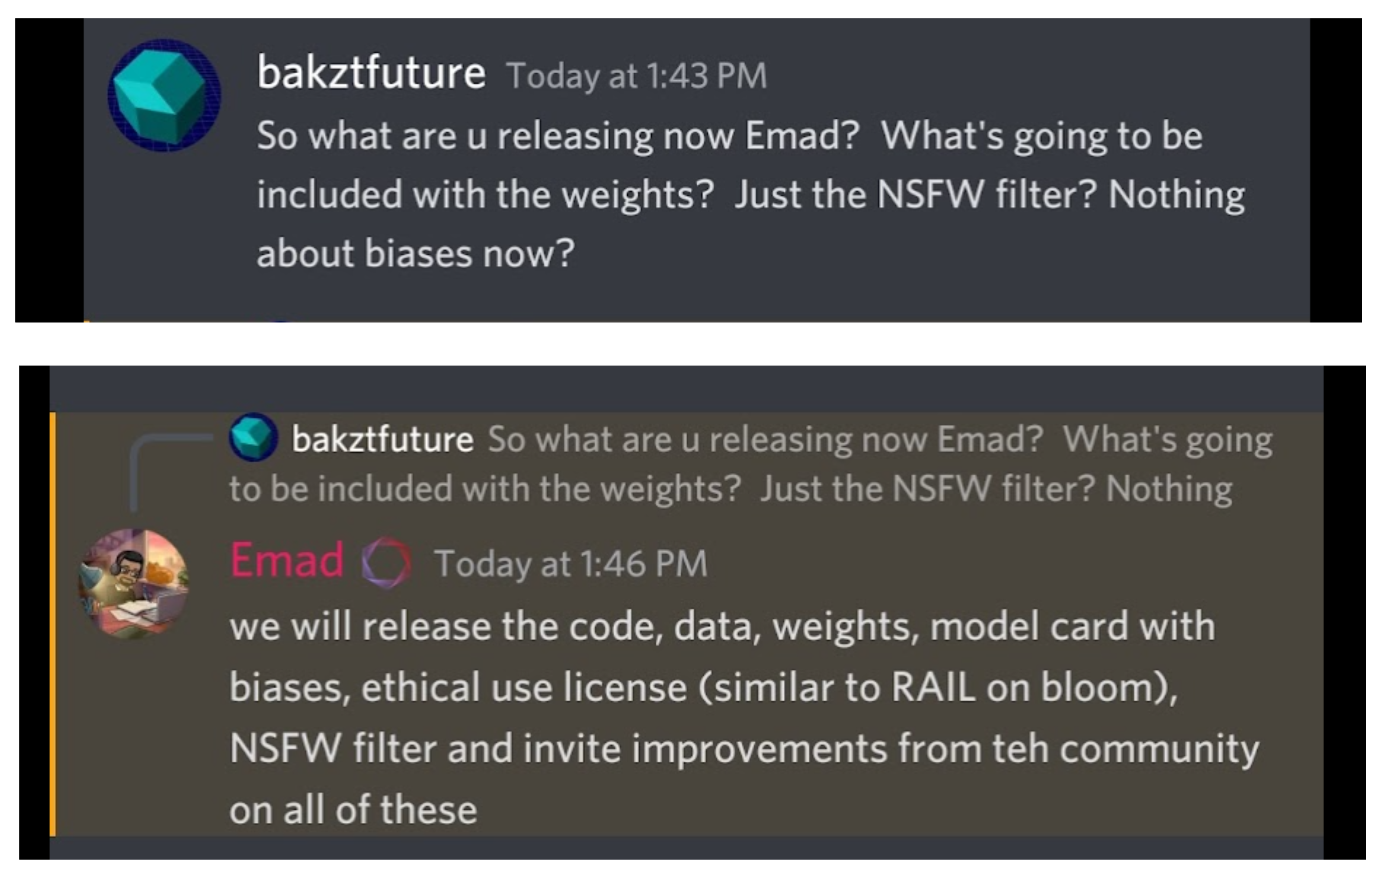 bakztfuture Today at 1:43 PM
So what are u releasing now Emad?  What's going to be
included with the weights?  Just the NSFW filter? Nothing
about biases now?
bakztfuture So what are u releasing now Emad?  What's going
to be included with the weights?  Just the NSFW filter? Nothing
Emad Today at 1:46 PM
we will release the code, data, weights, model card with
biases, ethical use license (similar to RAIL on bloom),
NSFW filter and invite improvements from teh community
on all of these